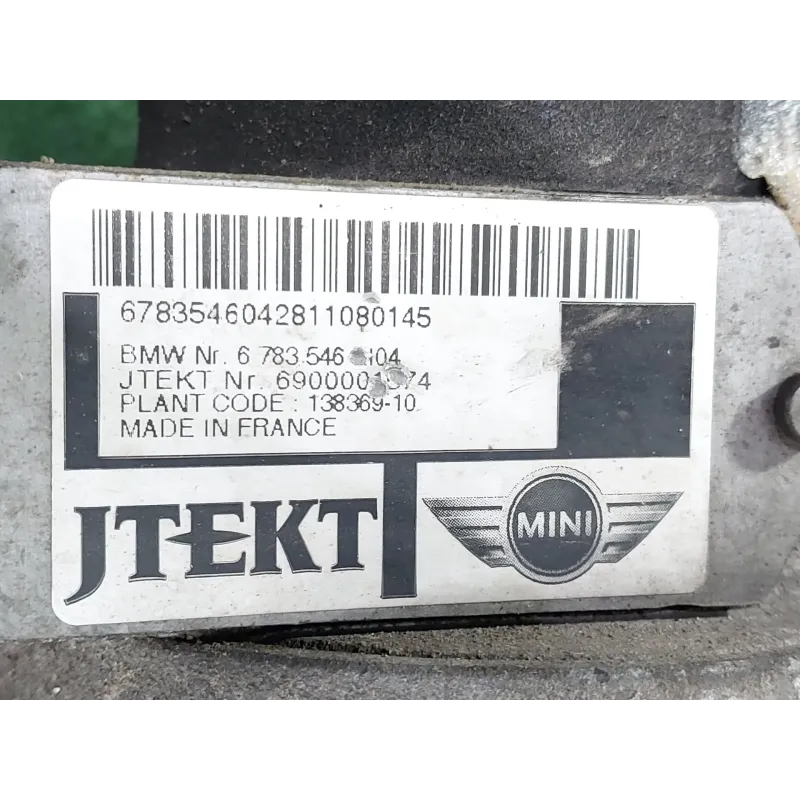 6783546042811080145
BMW Nr. 6 783.546
JTEKT Nr.
PLANT CODE : 138369-10
MADE IN FRANCE
JTEKT
MINI